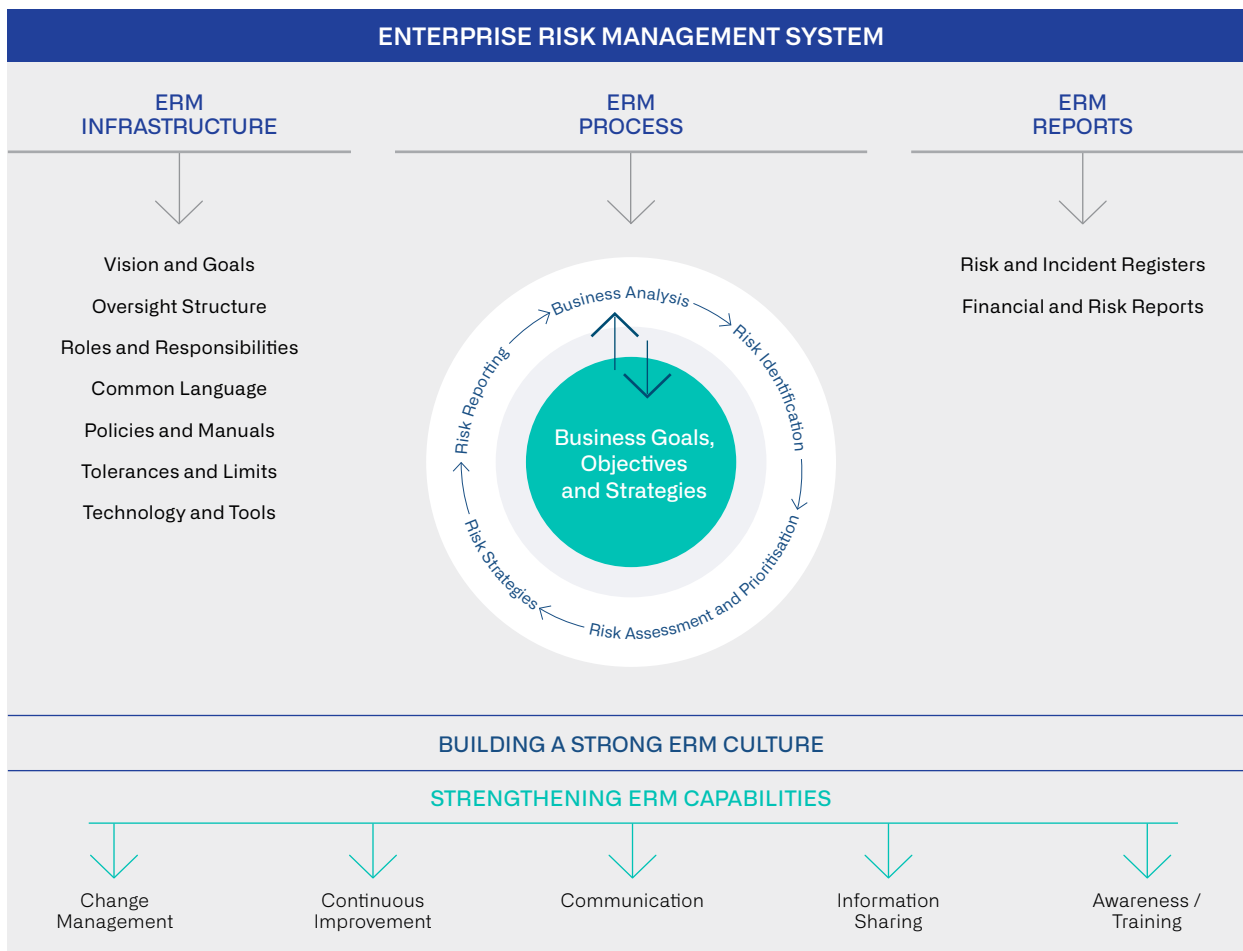 ENTERPRISE RISK MANAGEMENT SYSTEM
ERM
INFRASTRUCTURE
Vision and Goals
Oversight Structure
Roles and Responsibilities
Common Language
Policies and Manuals
Tolerances and Limits
Technology and Tools
ERM
PROCESS
Business Analysis
Risk Identification
Risk Assessment and Prioritisation
Risk Strategies
Risk Reporting
Business Goals,
Objectives
and Strategies
ERM
REPORTS
Risk and Incident Registers
Financial and Risk Reports
BUILDING A STRONG ERM CULTURE
STRENGTHENING ERM CAPABILITIES
Change
Management
Continuous
Improvement
Communication
Information
Sharing
Awareness /
Training